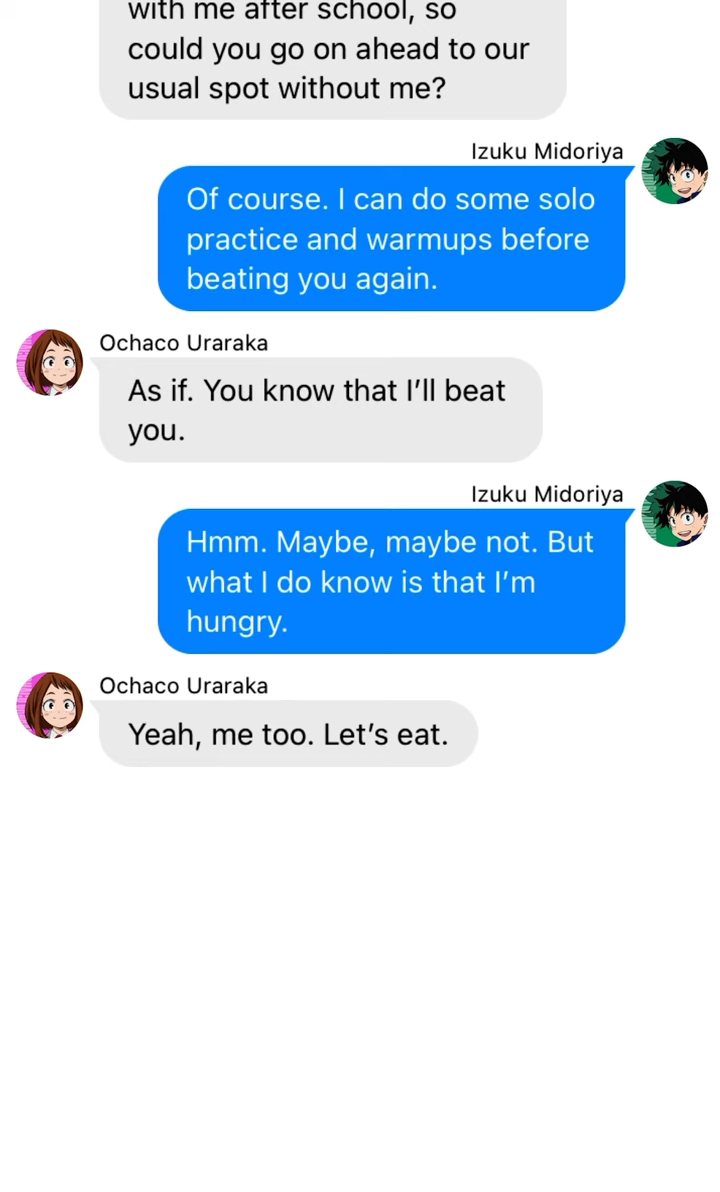 with me after school, so
could you go on ahead to our
usual spot without me?
Izuku Midoriya
Of course. I can do some solo
practice and warmups before
beating you again.
Ochaco Uraraka
As if. You know that I’ll beat
you.
Izuku Midoriya
Hmm. Maybe, maybe not. But
what I do know is that I’m
hungry.
Ochaco Uraraka
Yeah, me too. Let’s eat.